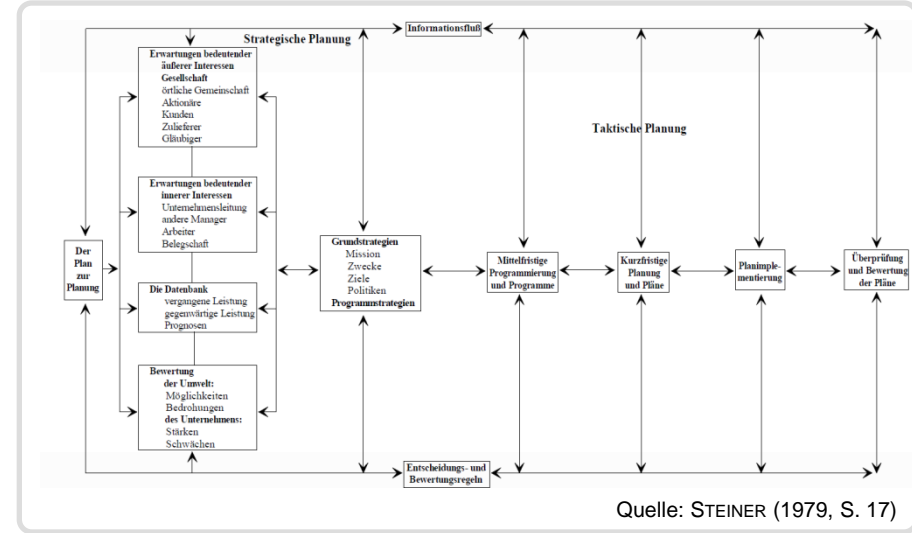 Informationsfluß
Strategische Planung
Erwartungen bedeutender
äußerer Interessen
Gesellschaft
örtliche Gemeinschaft
Aktionäre
Kunden
Zulieferer
Gläubiger
Taktische Planung
Erwartungen bedeutender
innerer Interessen
Unternehmensleitung
andere Manager
Arbeiter
Belegschaft
Der
Plan
zur
Planung
Die Datenbank
vergangene Leistung
gegenwärtige Leistung
Prognosen
Bewertung
der Umwelt:
Möglichkeiten
Bedrohungen
des Unternehmens:
Stärken
Schwächen
Grundstrategien
Mission
Zwecke
Ziele
Politiken
Programmstrategien
Mittelfristige
Programmierung
und Programme
Kurzfristige
Planung
und Pläne
Planimple-
mentierung
Überprüfung
und Bewertung
der Pläne
Entscheidungs- und
Bewertungsregeln
Quelle: STEINER (1979, S. 17)